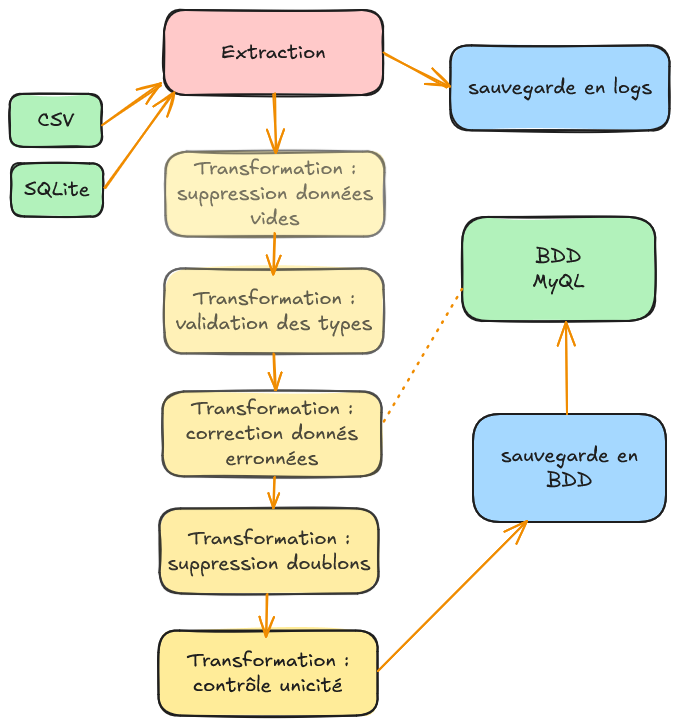 Extraction
sauvegarde en logs
CSV
SQLite
Transformation :
suppression données
vides
Transformation :
validation des types
BDD
MyQL
Transformation :
correction donnés
erronnées
sauvegarde en
BDD
Transformation :
suppression doublons
Transformation :
contrôle unicité